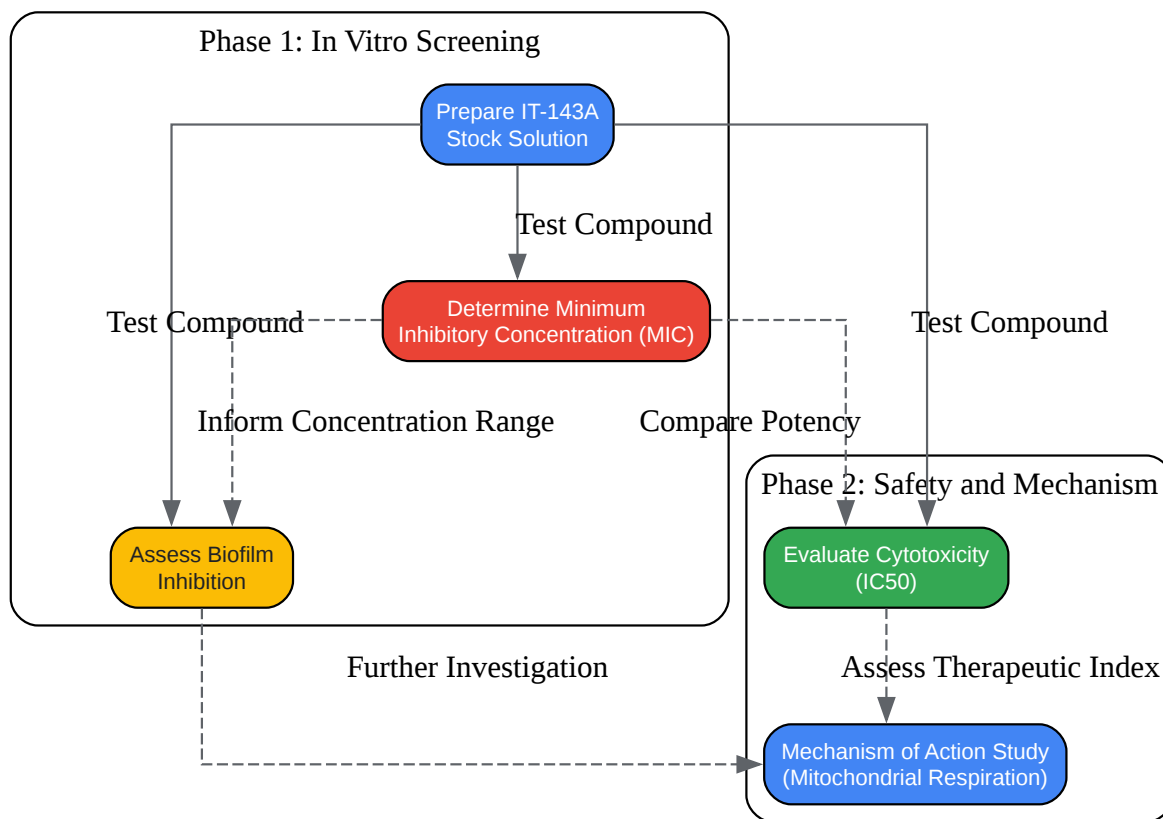 Phase 1: In Vitro Screening
Prepare IT-143A
Stock Solution
Test Compound
Determine Minimum
Inhibitory Concentration (MIC)
Test Compound
Test Compound
Inform Concentration Range
Compare Potency
Phase 2: Safety and Mechanism
Assess Biofilm
Inhibition
Evaluate Cytotoxicity
(IC50)
Further Investigation
Assess Therapeutic Index
Mechanism of Action Study
(Mitochondrial Respiration)